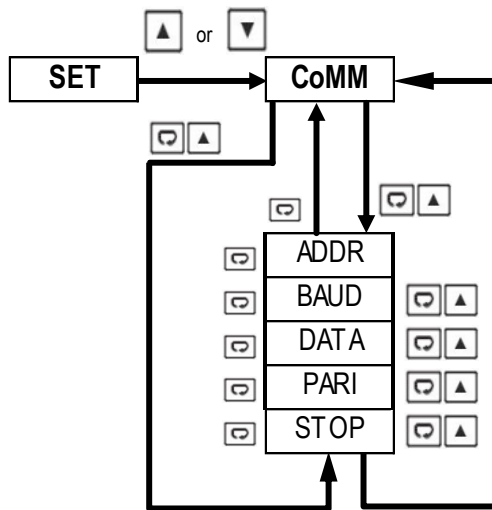 or
SET
CoMM
ADDR
BAUD
DATA
PARI
STOP